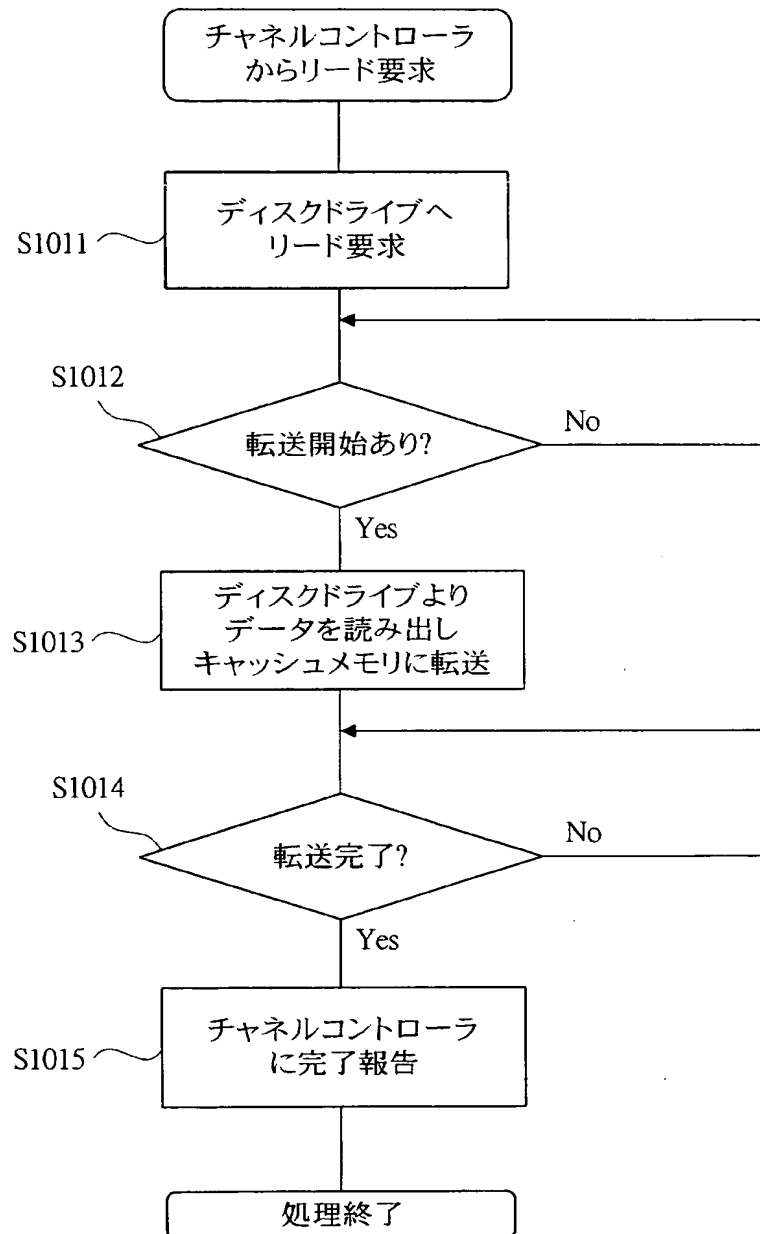 チャネルコントローラ
からリード要求
S1011
ディスクドライブへ
リード要求
S1012
転送開始あり?
No
Yes
S1013
ディスクドライブより
データを読み出し
キャッシュメモリに転送
S1014
転送完了?
No
Yes
S1015
チャネルコントローラ
に完了報告
処理終了